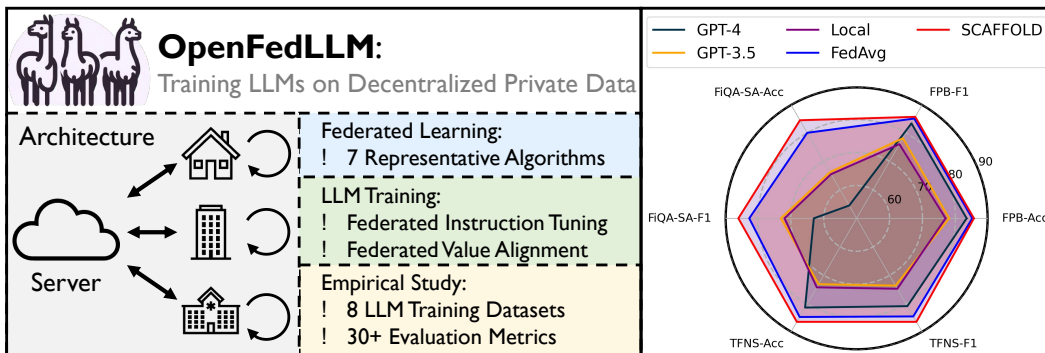 OpenFedLLM:
Training LLMs on Decentralized Private Data
Architecture
Server
Federated Learning:
! 7 Representative Algorithms
LLM Training:
! Federated Instruction Tuning
! Federated Value Alignment
Empirical Study:
! 8 LLM Training Datasets
! 30+ Evaluation Metrics
GPT-4
Local
SCAFFOLD
GPT-3.5
FedAvg
FiQA-SA-Acc
FPB-F1
90
80
70
60
FiQA-SA-F1
FPB-Acc
TFNS-Acc
TFNS-F1